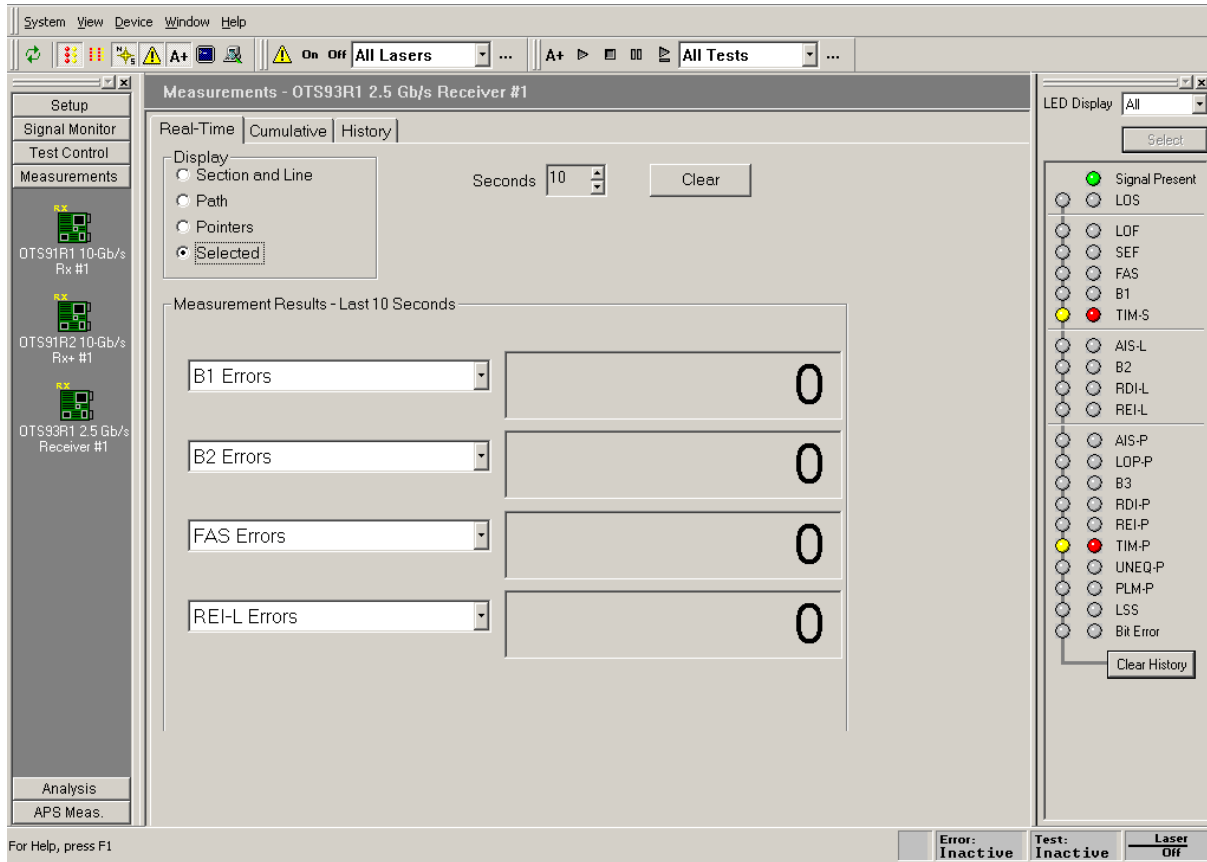 System View Device Window Help
N S A+ On Off All Lasers ... A+ All Tests ...
Setup
Signal Monitor
Test Control
Measurements
RX
OTS91R1 10-Gb/s
Rx #1
RX
OTS91R2 10-Gb/s
Rx+ #1
RX
OTS93R1 2.5 Gb/s
Receiver #1
Analysis
APS Meas.
Measurements - OTS93R1 2.5 Gb/s Receiver #1
Real-Time Cumulative History
Display
Section and Line
Path
Pointers
Selected
Seconds 10 Clear
Measurement Results - Last 10 Seconds
B1 Errors 0
B2 Errors 0
FAS Errors 0
REI-L Errors 0
LED Display All
Select
Signal Present
LOS
LOF
SEF
FAS
B1
TIM-S
AIS-L
B2
RDI-L
REI-L
AIS-P
LOP-P
B3
RDI-P
REI-P
TIM-P
UNEQ-P
PLM-P
LSS
Bit Error
Clear History
For Help, press F1
Error:
Inactive
Test:
Inactive
Laser
Off